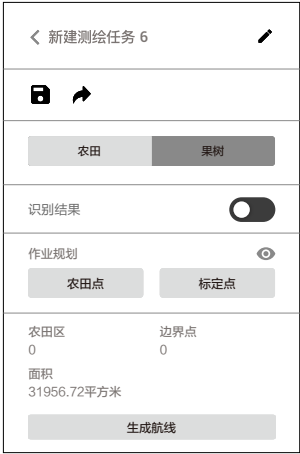 新建测绘任务 6
农田 果树
识别结果
作业规划
农田点 标定点
农田区 边界点
0 0
面积
31956.72平方米
生成航线